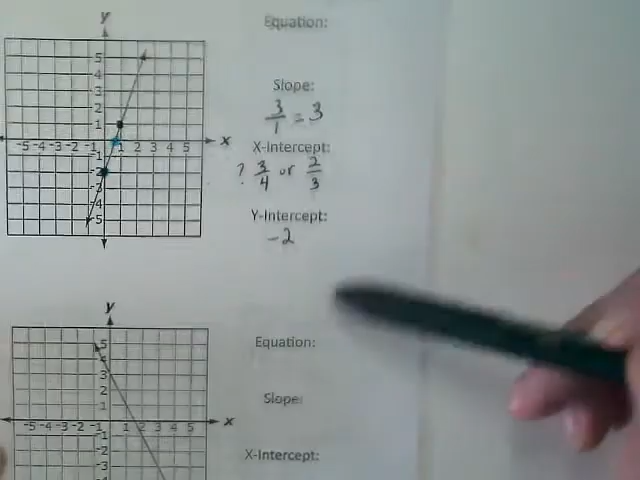 y
Equation:
5
4
3
2
1
Slope:
3/1 = 3
-5 -4 -3 -2 -1 1 2 3 4 5 x
X-Intercept:
-1
-2
-3
-4
-5
? 3/4 or 2/3
Y-Intercept:
-2
y
Equation:
5
4
3
2
1
Slope:
-5 -4 -3 -2 -1 1 2 3 4 5 x
-1
-2
-3
X-Intercept: